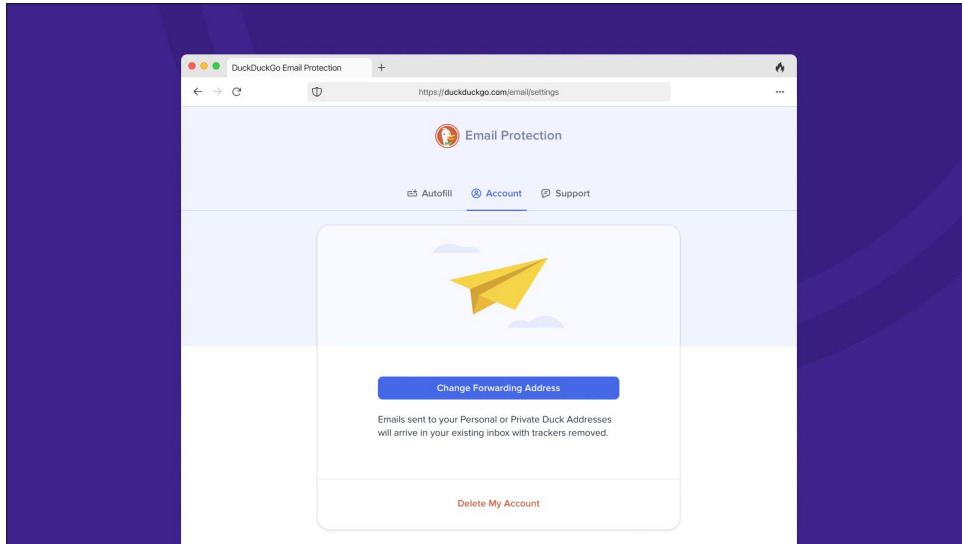 DuckDuckGo Email Protection
https://duckduckgo.com/email/settings
Email Protection
Autofill
Account
Support
Change Forwarding Address
Emails sent to your Personal or Private Duck Addresses
will arrive in your existing inbox with trackers removed.
Delete My Account